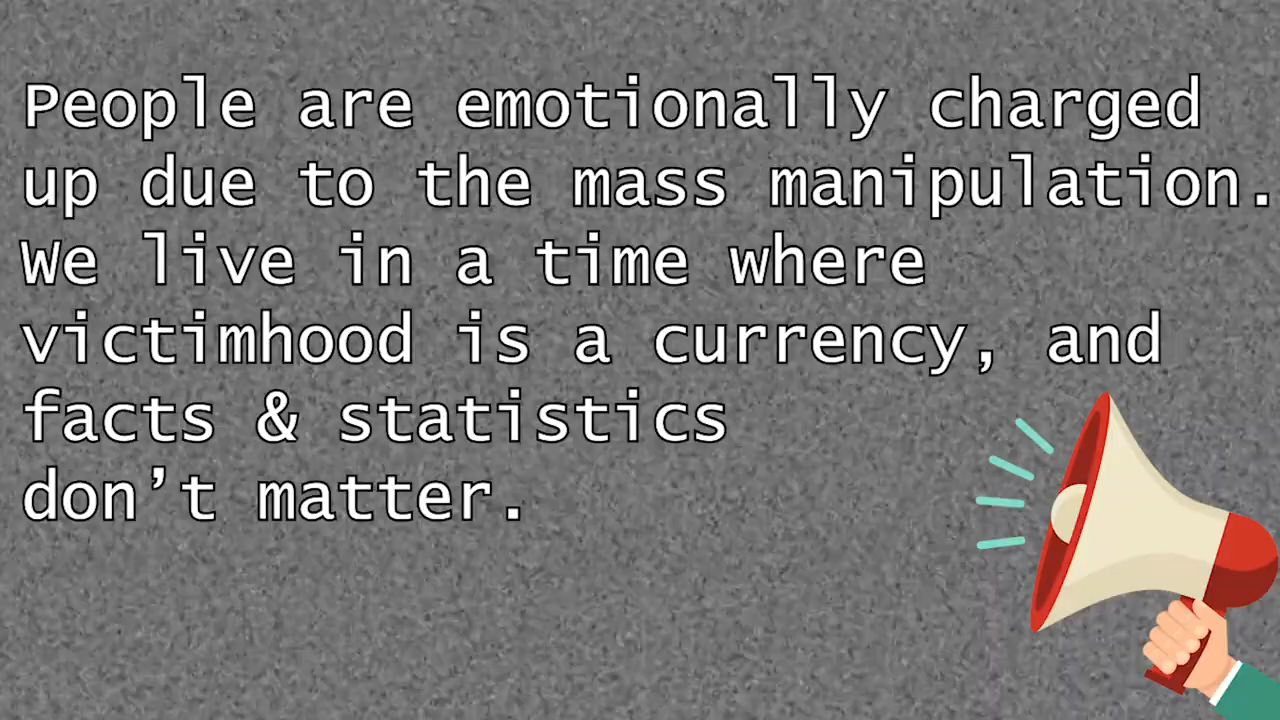 People are emotionally charged
up due to the mass manipulation.
We live in a time where
victimhood is a currency, and
facts & statistics
don’t matter.